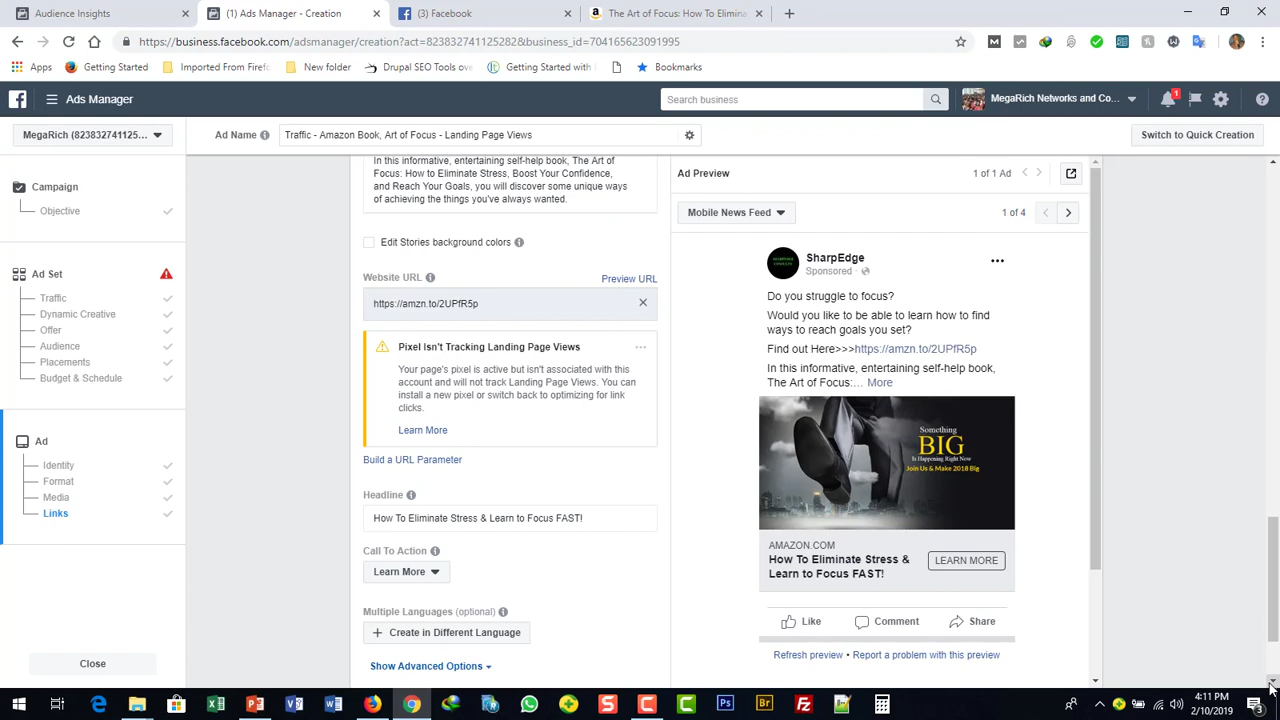 Audience Insights
(1) Ads Manager - Creation
(3) Facebook
The Art of Focus: How To Elimina
https://business.facebook.com/adsmanager/creation?act=823832741125282&business_id=704165623091995
Apps
Getting Started
Imported From Firef
New folder
Drupal SEO Tools ov
Getting Started with
Bookmarks
Ads Manager
Search business
MegaRich Networks and Co...
1
MegaRich (82383274112 5...
Ad Name
Traffic - Amazon Book, Art of Focus - Landing Page Views
Switch to Quick Creation
Campaign
Objective
Ad Set
Traffic
Dynamic Creative
Offer
Audience
Placements
Budget & Schedule
Ad
Identity
Format
Media
Links
Close
In this informative, entertaining self-help book, The Art of
Focus: How to Eliminate Stress, Boost Your Confidence,
and Reach Your Goals, you will discover some unique ways
of achieving the things you've always wanted.
Edit Stories background colors
Website URL
Preview URL
https://amzn.to/2UPfR5p
Pixel Isn't Tracking Landing Page Views
Your page's pixel is active but isn't associated with this
account and will not track Landing Page Views. You can
install a new pixel or switch back to optimizing for link
clicks.
Learn More
Build a URL Parameter
Headline
How To Eliminate Stress & Learn to Focus FAST!
Call To Action
Learn More
Multiple Languages (optional)
+ Create in Different Language
Show Advanced Options
Ad Preview
1 of 1 Ad
Mobile News Feed
1 of 4
SharpEdge
Sponsored ·
Do you struggle to focus?
Would you like to be able to learn how to find
ways to reach goals you set?
Find out Here>>>https://amzn.to/2UPfR5p
In this informative, entertaining self-help book,
The Art of Focus:... More
Something
BIG
Is Happening Right Now
Join Us & Make 2018 Big
AMAZON.COM
How To Eliminate Stress &
Learn to Focus FAST!
LEARN MORE
Like
Comment
Share
Refresh preview • Report a problem with this preview
4:11 PM
2/10/2019
3